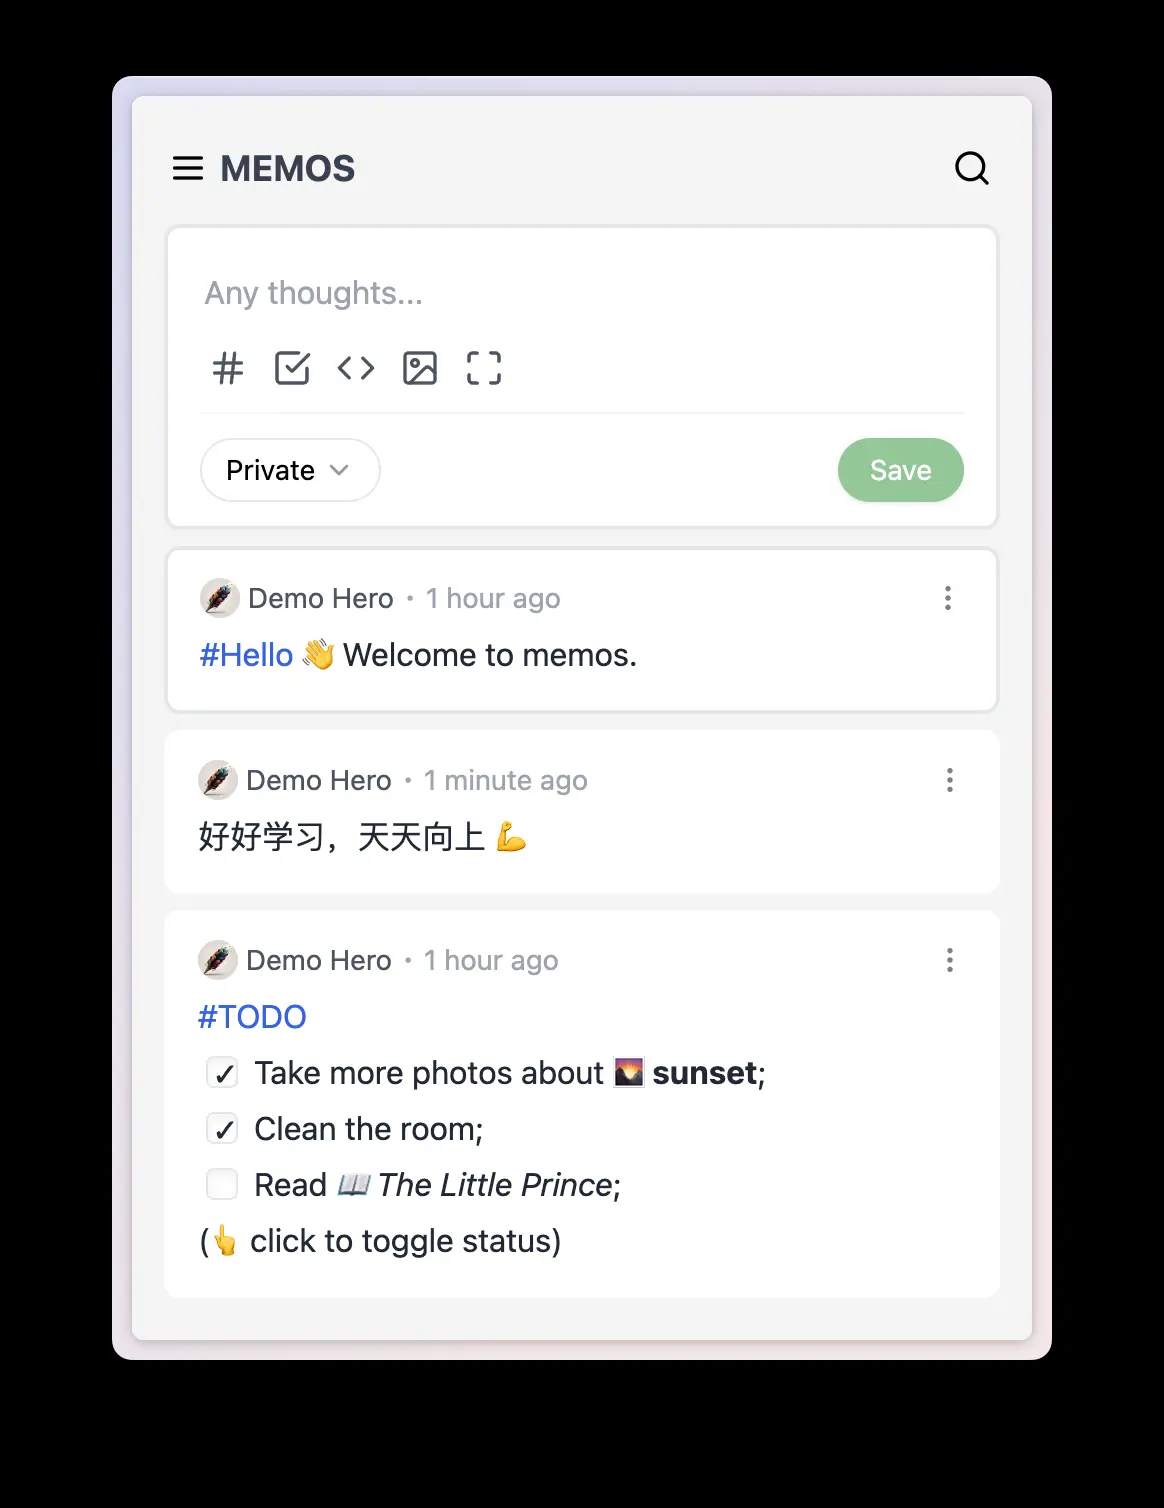 MEMOS
Any thoughts...
Private
Save
Demo Hero • 1 hour ago
#Hello 👋 Welcome to memos.
Demo Hero • 1 minute ago
好好学习，天天向上 💪
Demo Hero • 1 hour ago
#TODO
Take more photos about 🌄 sunset;
Clean the room;
Read 📖 The Little Prince;
(👆 click to toggle status)